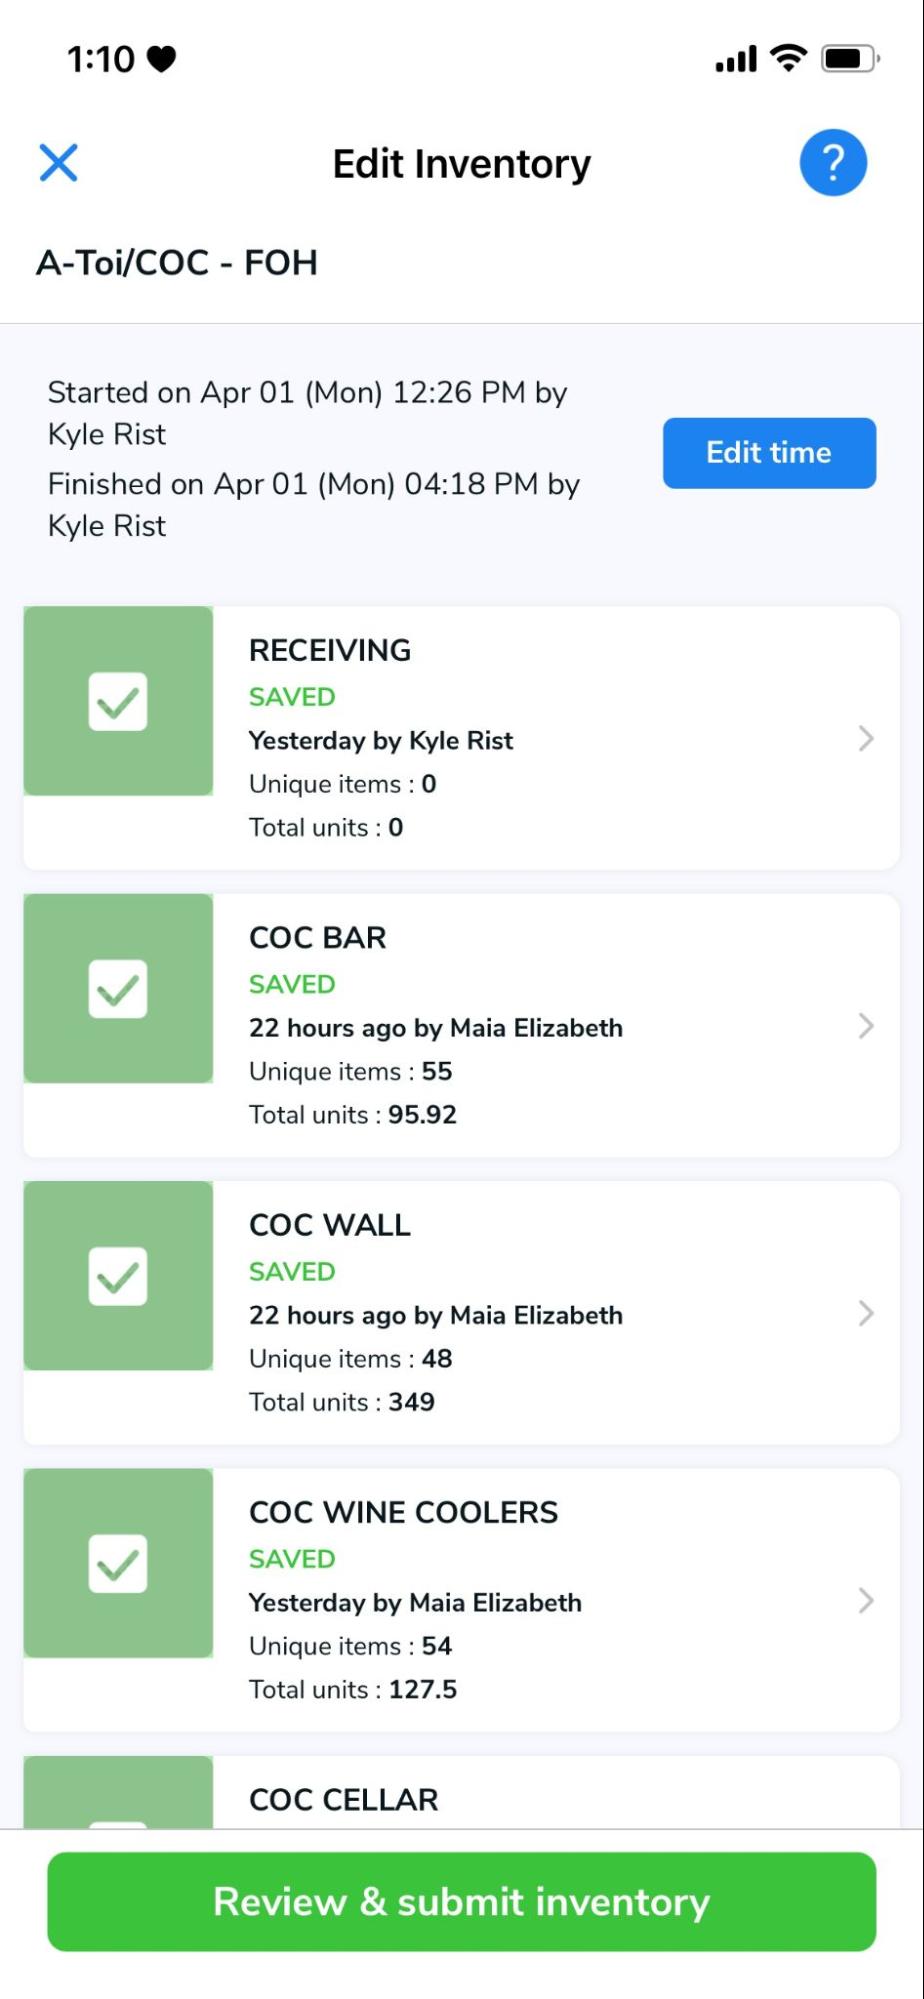 1:10
Edit Inventory
?
A-Toi/COC - FOH
Started on Apr 01 (Mon) 12:26 PM by
Kyle Rist
Finished on Apr 01 (Mon) 04:18 PM by
Kyle Rist
Edit time
RECEIVING
SAVED
Yesterday by Kyle Rist
Unique items : 0
Total units : 0
COC BAR
SAVED
22 hours ago by Maia Elizabeth
Unique items : 55
Total units : 95.92
COC WALL
SAVED
22 hours ago by Maia Elizabeth
Unique items : 48
Total units : 349
COC WINE COOLERS
SAVED
Yesterday by Maia Elizabeth
Unique items : 54
Total units : 127.5
COC CELLAR
Review & submit inventory